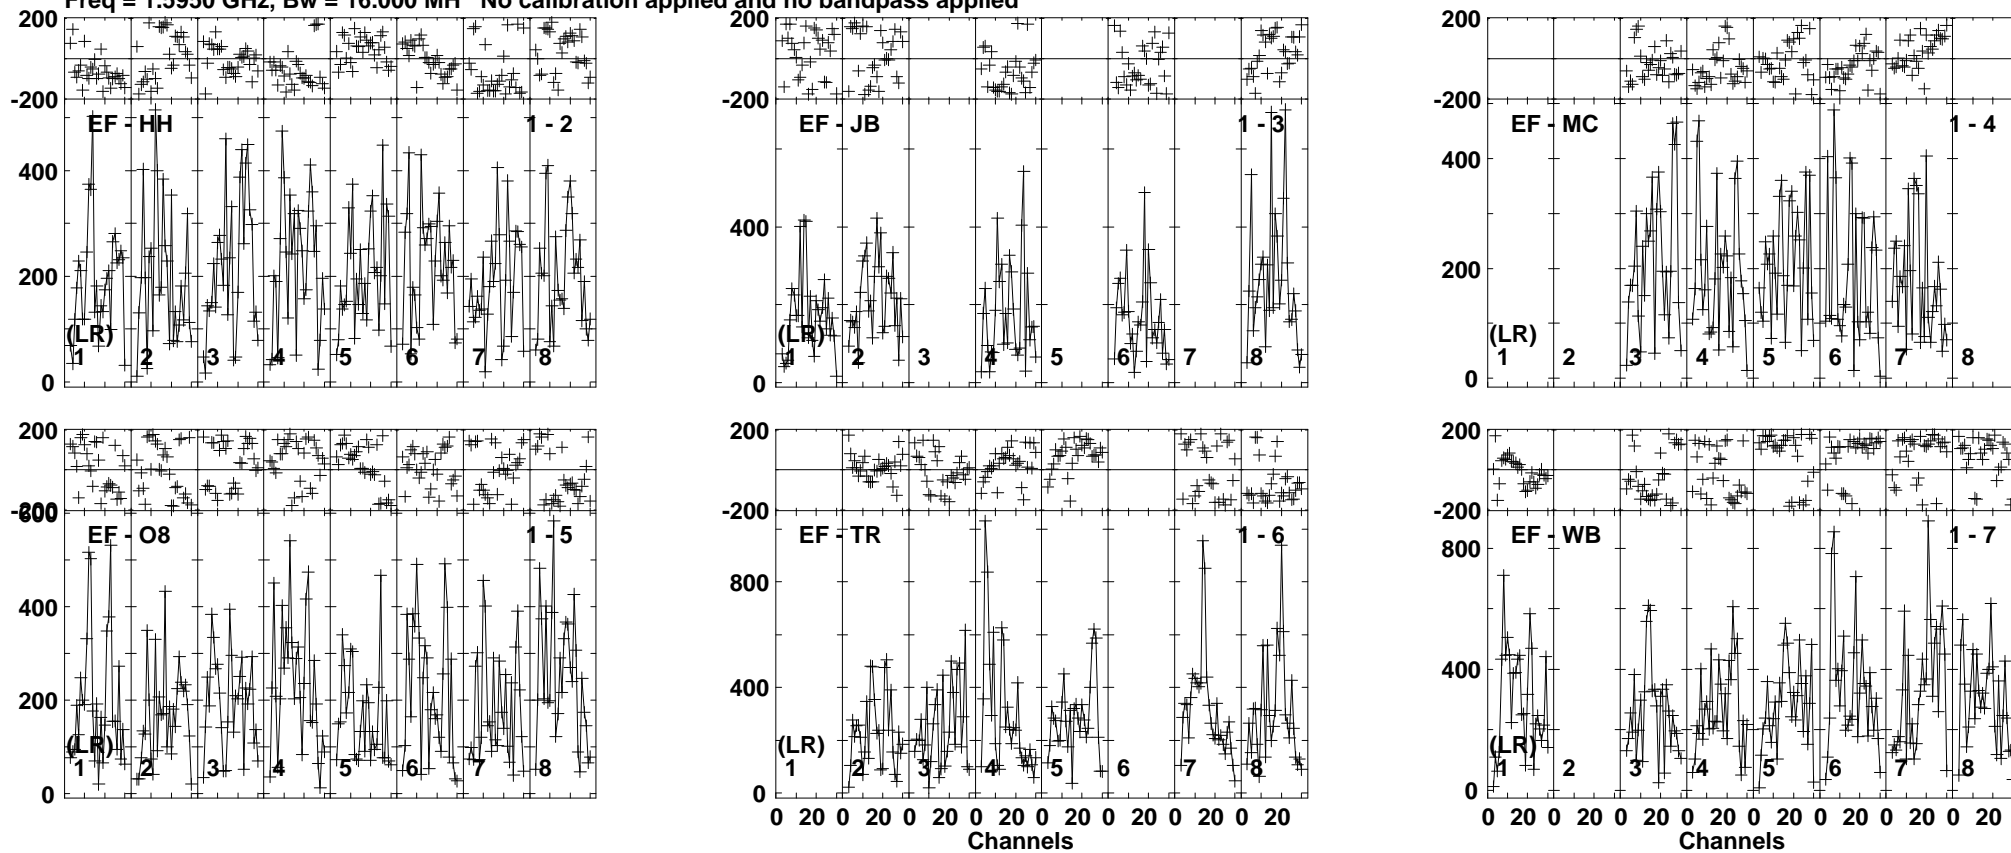 Freq = 1.5950 GHz, Bw = 16.000 MH No calibration applied and no bandpass applied
200
-200
EF - HH
1 - 2
400
200
0
(LR)
1 2 3 4 5 6 7 8
200
-200
EF - JB
1 - 3
400
0
(LR)
1 2 3 4 5 6 7 8
200
-200
EF - MC
1 - 4
400
200
0
(LR)
1 2 3 4 5 6 7 8
200
-200
600
EF - O8
1 - 5
400
200
0
(LR)
1 2 3 4 5 6 7 8
200
-200
EF - TR
1 - 6
800
400
0
(LR)
1 2 3 4 5 6 7 8
0 20 0 20 0 20 0 20 0 20 0 20 0 20 0 20
Channels
200
-200
EF - WB
1 - 7
800
400
0
(LR)
1 2 3 4 5 6 7 8
0 20 0 20 0 20 0 20 0 20 0 20 0 20 0 20
Channels